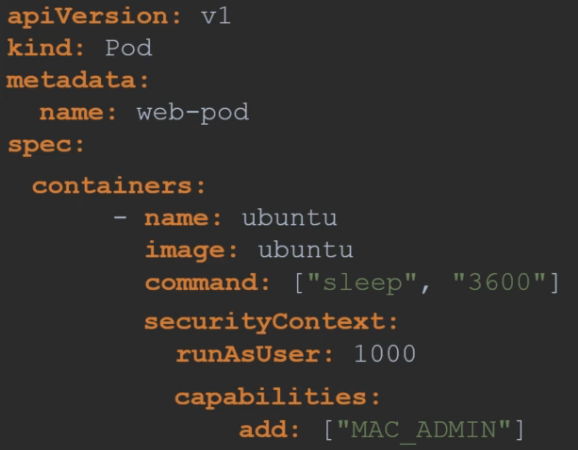 apiVersion: v1
kind: Pod
metadata:
  name: web-pod
spec:
  containers:
      - name: ubuntu
        image: ubuntu
        command: ["sleep", "3600"]
        securityContext:
          runAsUser: 1000
          capabilities:
              add: ["MAC_ADMIN"]